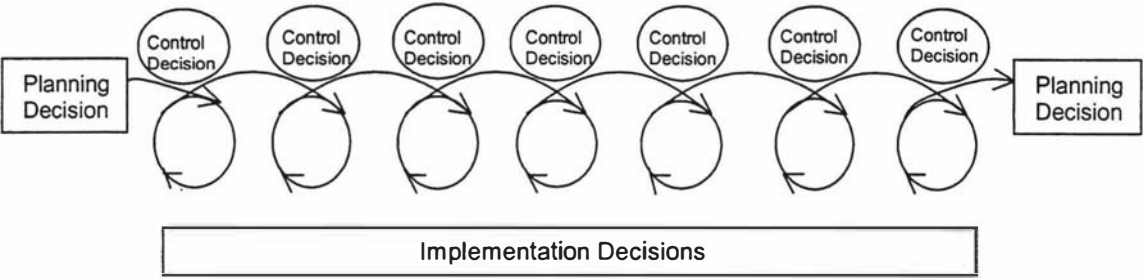 Control
Decision
Control
Decision
Control
Decision
Control
Decision
Control
Decision
Control
Decision
Control
Decision
Planning
Decision
Planning
Decision
Implementation Decisions